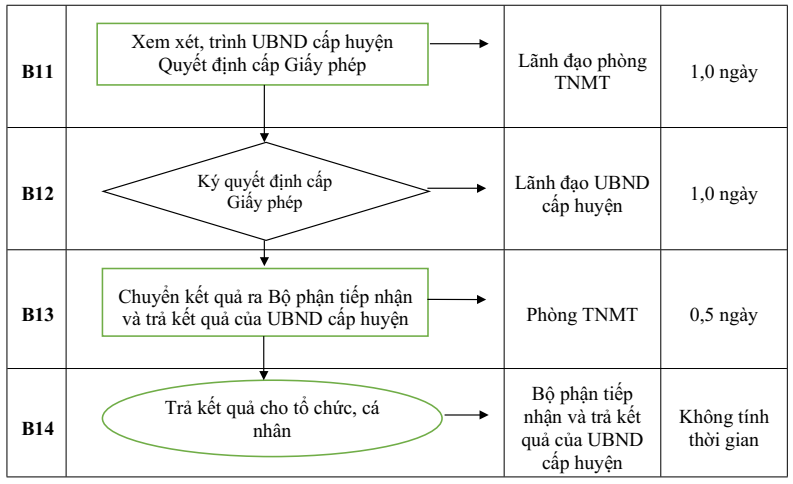 B11
Xem xét, trình UBND cấp huyện
Quyết định cấp Giấy phép
Lãnh đạo phòng
TNMT
1,0 ngày
B12
Ký quyết định cấp
Giấy phép
Lãnh đạo UBND
cấp huyện
1,0 ngày
B13
Chuyển kết quả ra Bộ phận tiếp nhận
và trả kết quả của UBND cấp huyện
Phòng TNMT
0,5 ngày
B14
Trả kết quả cho tổ chức, cá
nhân
Bộ phận tiếp
nhận và trả kết
quả của UBND
cấp huyện
Không tính
thời gian